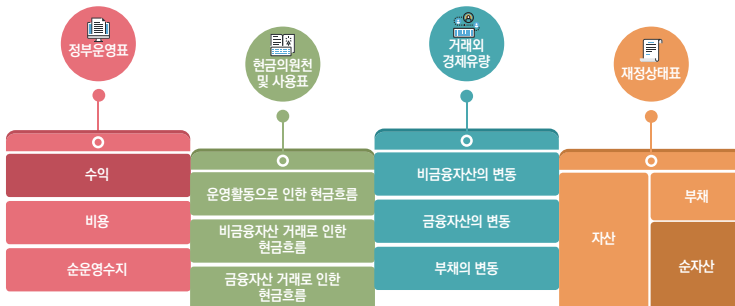 정부운영표
수익
비용
순운영수지
현금의원천
및 사용표
운영활동으로 인한 현금흐름
비금융자산 거래로 인한
현금흐름
금융자산 거래로 인한
현금흐름
거래외
경제유량
비금융자산의 변동
금융자산의 변동
부채의 변동
재정상태표
자산
부채
순자산